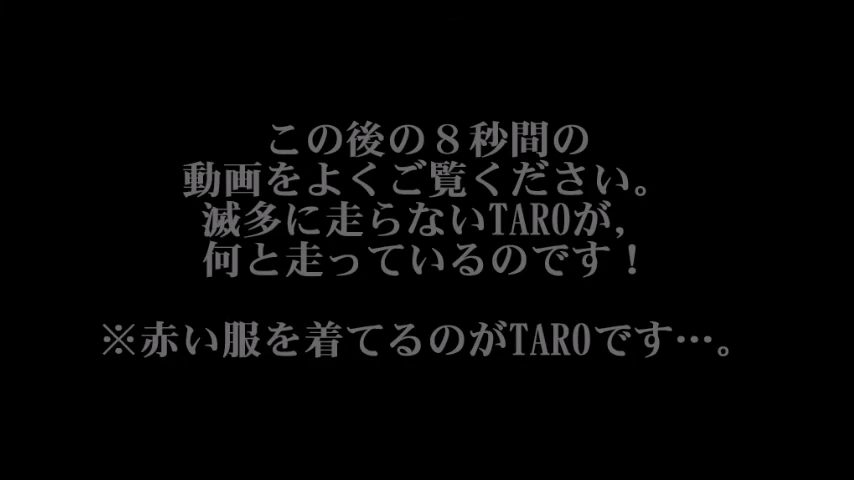 この後の８秒間の
動画をよくご覧ください。
滅多に走らないTAROが，
何と走っているのです！
※赤い服を着てるのがTAROです…。